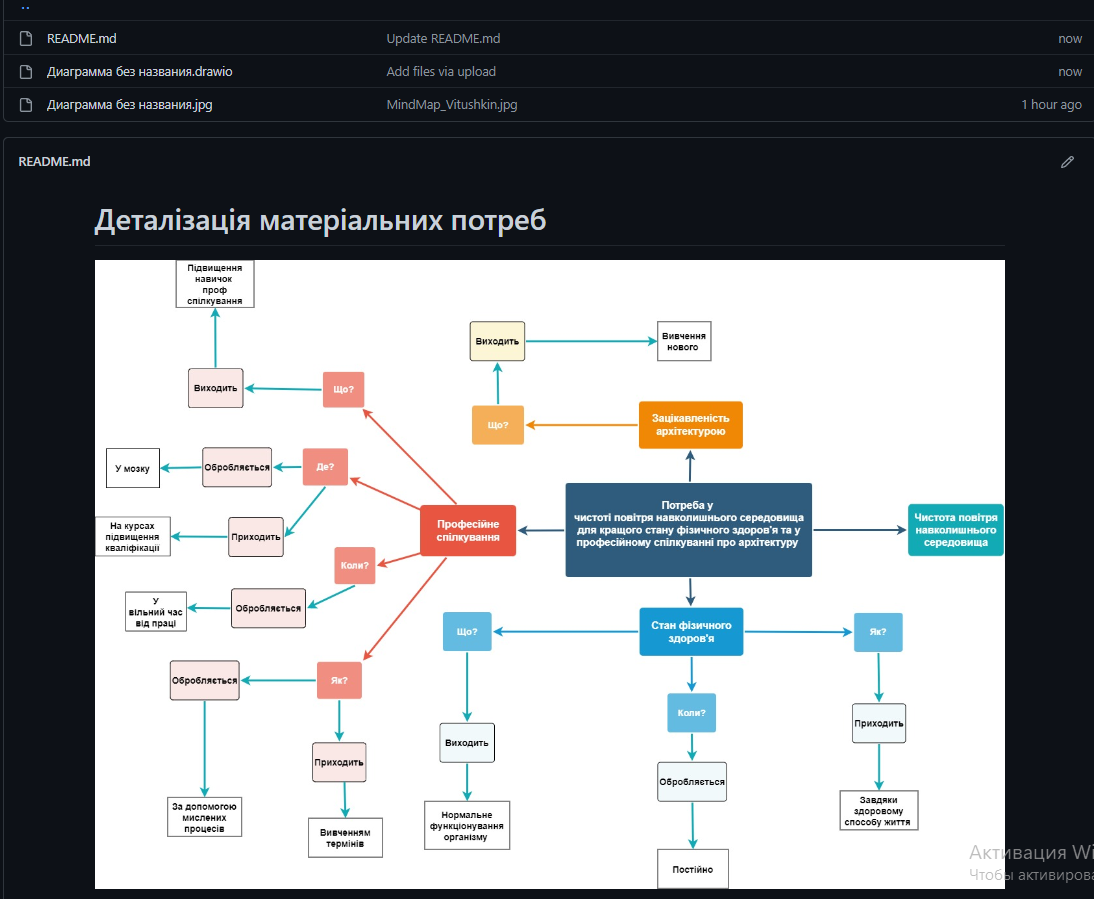 ..
README.md Update README.md now
Диаграмма без названия.drawio Add files via upload now
Диаграмма без названия.jpg MindMap_Vitushkin.jpg 1 hour ago
README.md
Деталізація матеріальних потреб
Підвищення
навичок
проф
спілкування
Виходить
Що?
Виходить
Вивчення
нового
Що?
Зацікавленість
архітектурою
У мозку
Обробляється
Де?
На курсах
підвищення
кваліфікації
Приходить
Професійне
спілкування
Потреба у
чистоті повітря навколишнього середовища
для кращого стану фізичного здоров'я та у
професійному спілкуванні про архітектуру
Чистота повітря
навколишнього
середовища
Коли?
У
вільний час
від праці
Обробляється
Обробляється
Як?
Приходить
За допомогою
мислених
процесів
Вивченням
термінів
Що?
Стан фізичного
здоров'я
Як?
Виходить
Коли?
Приходить
Обробляється
Нормальне
функціонування
організму
Завдяки
здоровому
способу життя
Постійно
Активация Wi
Чтобы активирова